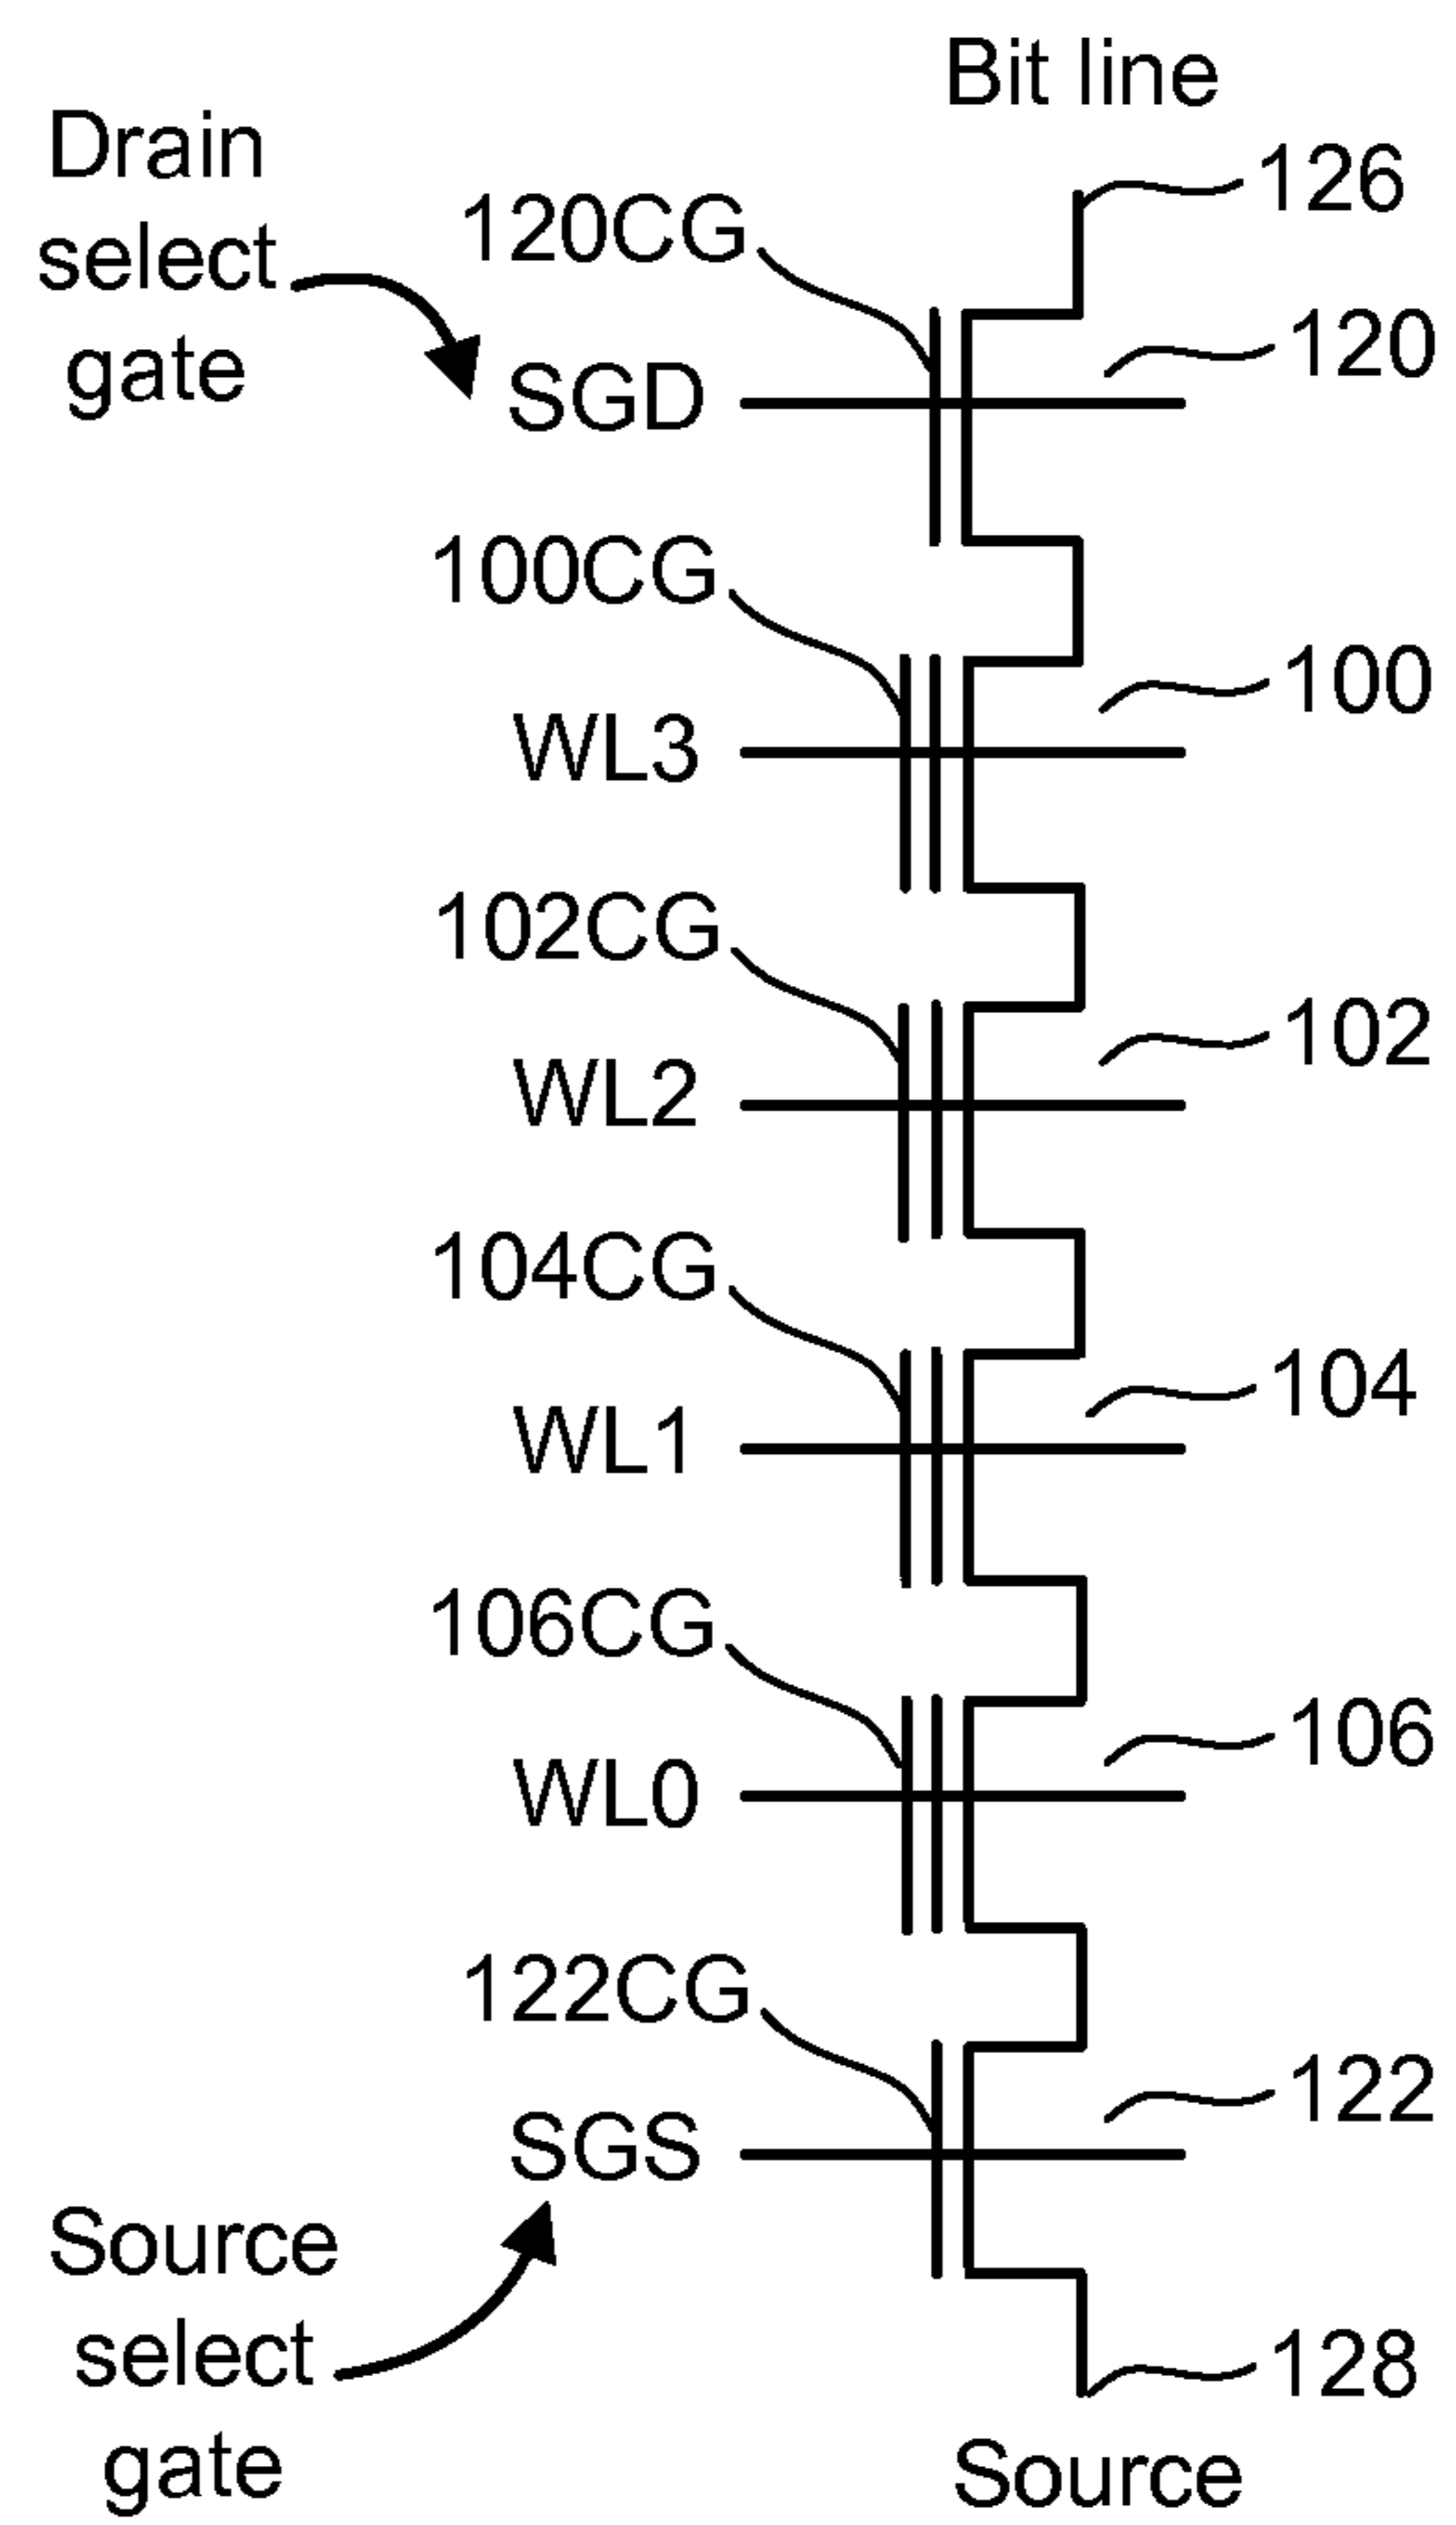 Bit line
126
Drain
select
gate
120CG
120
SGD
100CG
100
WL3
102CG
102
WL2
104CG
104
WL1
106CG
106
WL0
122CG
122
SGS
Source
select
gate
128
Source